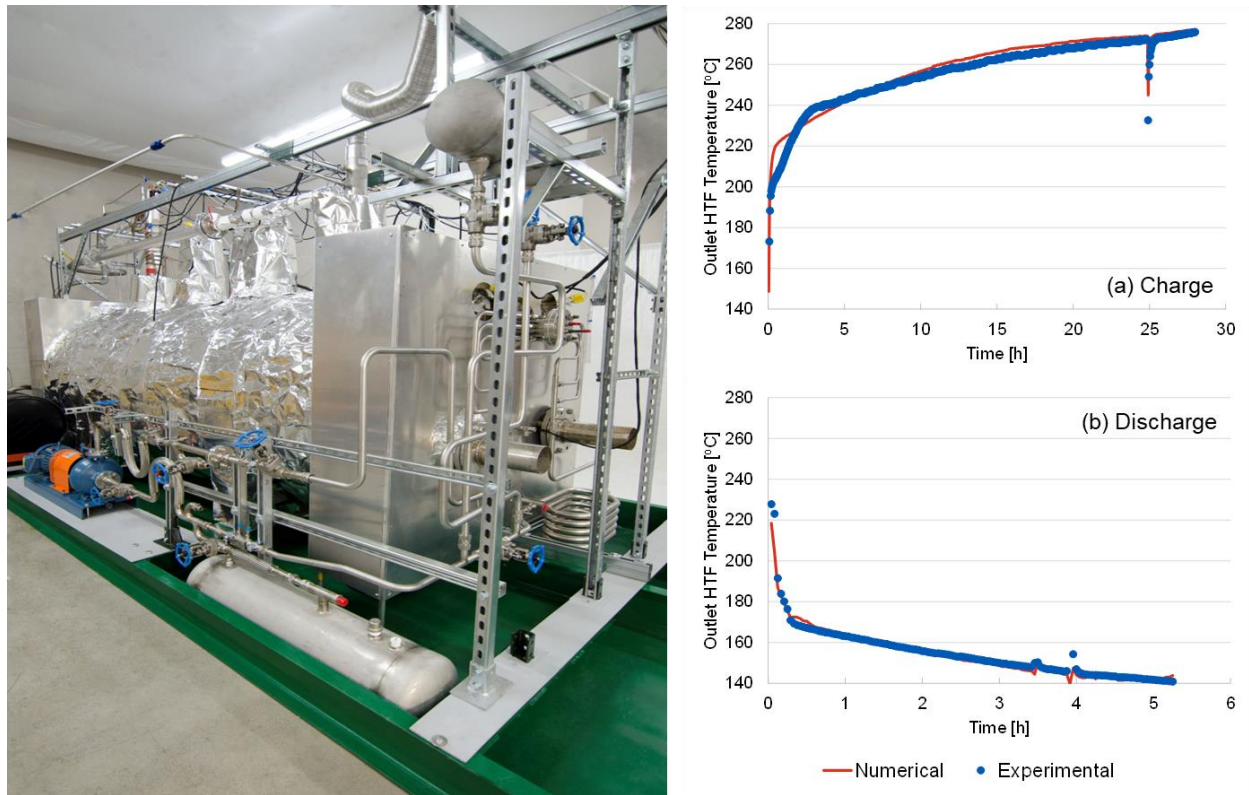 280
260
240
220
200
180
160
140
Outlet HTF Temperature [°C]
(a) Charge
0 5 10 15 20 25 30
Time [h]
280
260
240
220
200
180
160
140
Outlet HTF Temperature [°C]
(b) Discharge
0 1 2 3 4 5 6
Time [h]
Numerical
Experimental